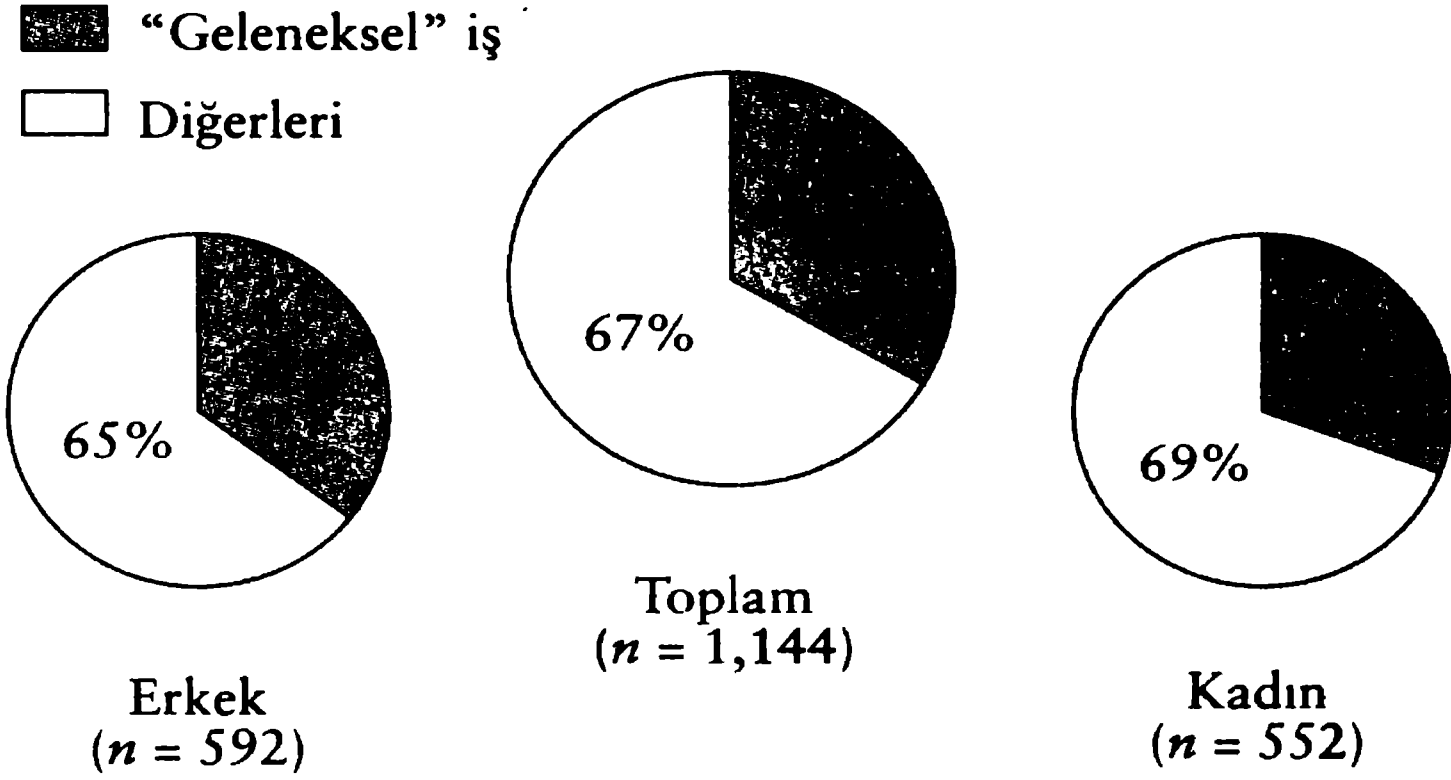 “Geleneksel” iş
Diğerleri
67%
65%
69%
Toplam
(n = 1,144)
Erkek
(n = 592)
Kadın
(n = 552)